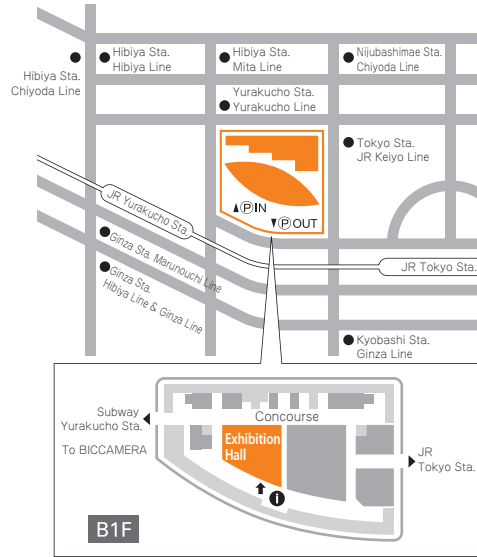 Hibiya Sta.
Chiyoda Line
Hibiya Sta.
Hibiya Line
Hibiya Sta.
Mita Line
Nijubashimae Sta.
Chiyoda Line
Yurakucho Sta.
Yurakucho Line
Tokyo Sta.
JR Keiyo Line
▲ⓅIN
▼ⓅOUT
JR Yurakucho Sta.
Ginza Sta. Marunouchi Line
Ginza Sta.
Hibiya Line & Ginza Line
JR Tokyo Sta.
Kyobashi Sta.
Ginza Line
Subway
Yurakucho Sta.
To BICCAMERA
Concourse
Exhibition
Hall
JR
Tokyo Sta.
i
B1F